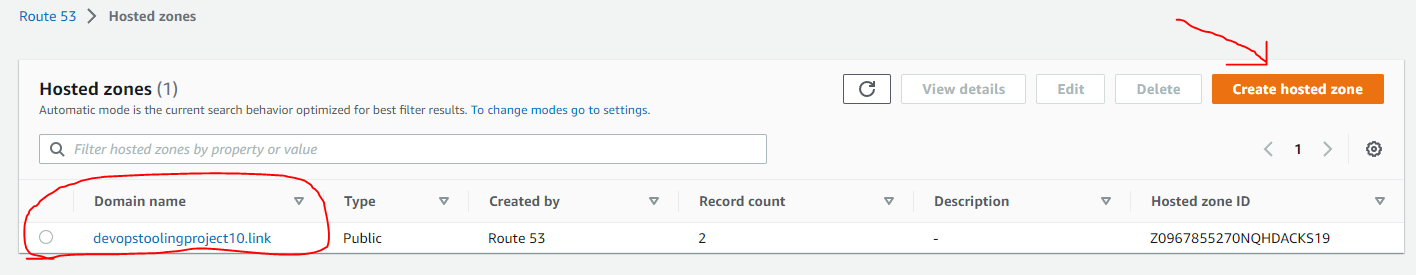 Route 53 > Hosted zones
Hosted zones (1)
View details
Edit
Delete
Create hosted zone
Automatic mode is the current search behavior optimized for best filter results. To change modes go to settings.
Filter hosted zones by property or value
1
Domain name Type Created by Record count Description Hosted zone ID
devopstoolingproject10.link Public Route 53 2 - Z0967855270NQHDACKS19